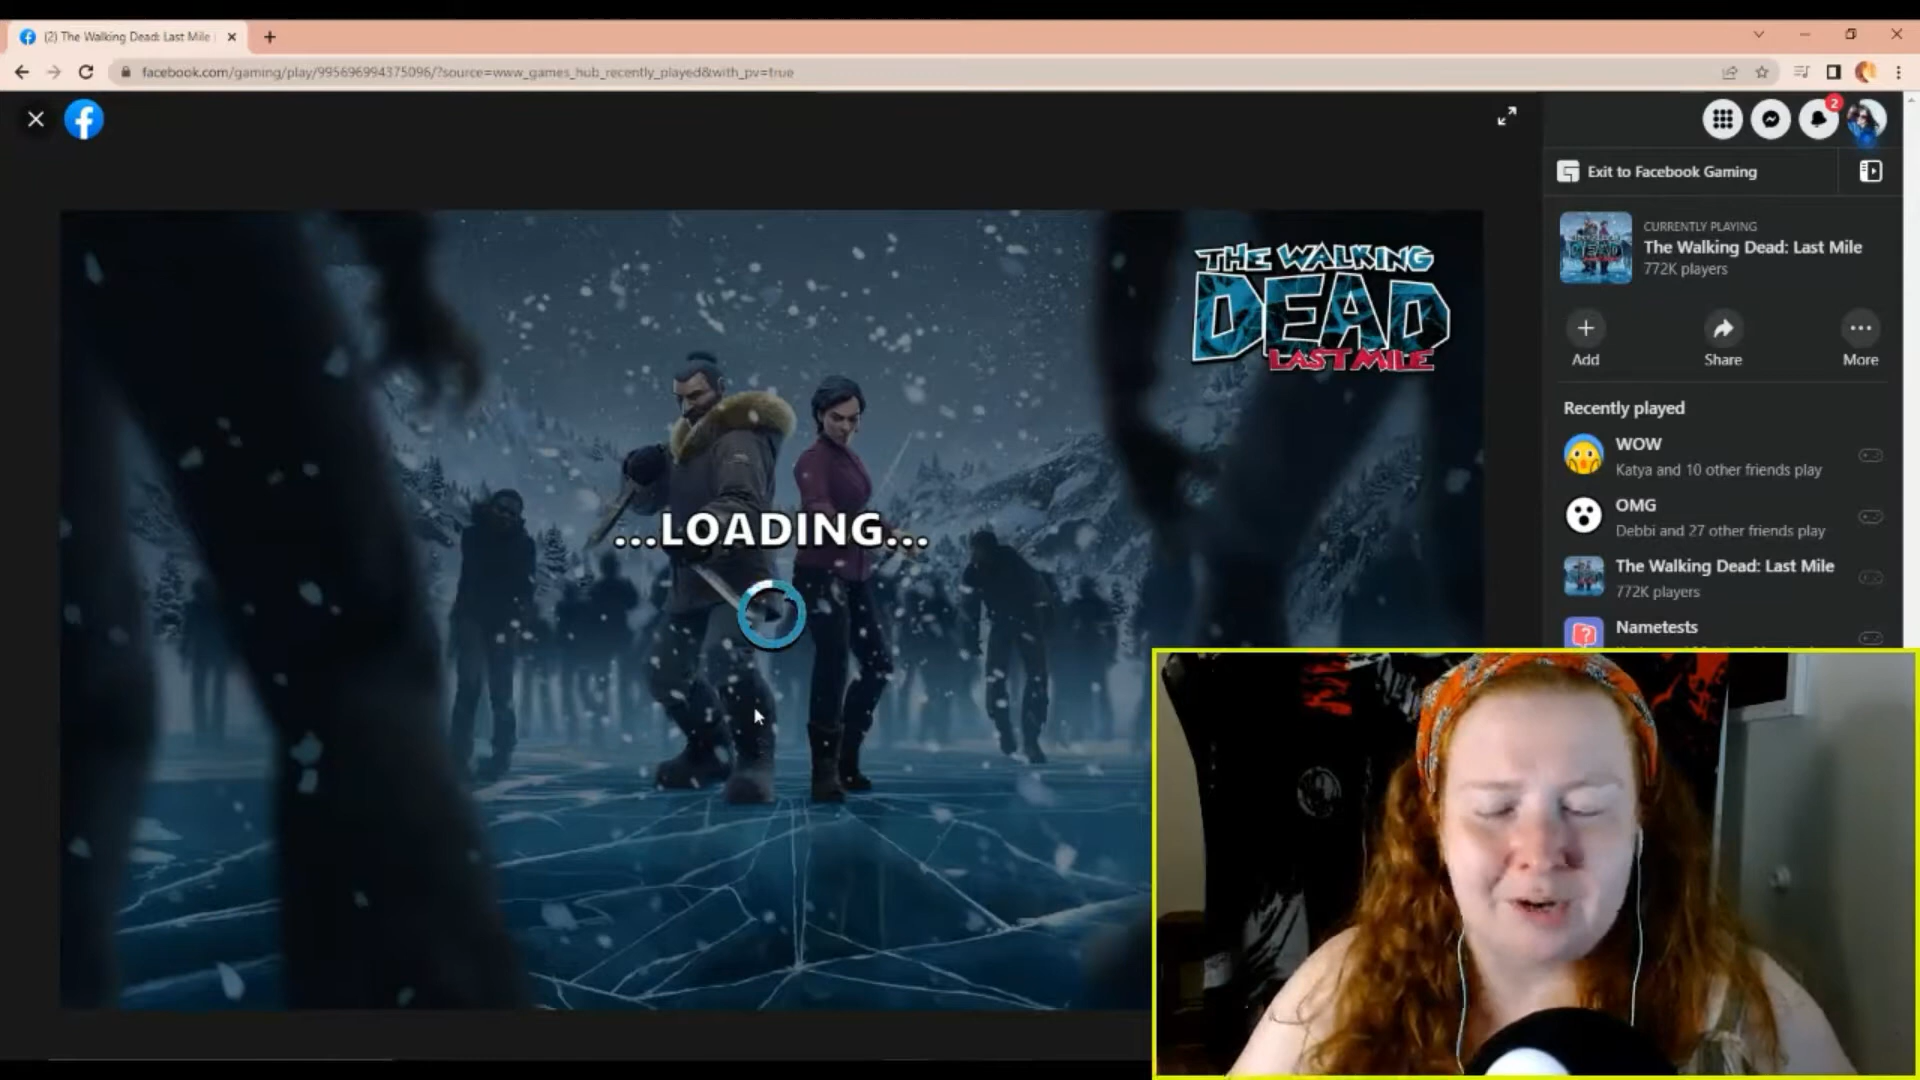 (2) The Walking Dead: Last Mile
facebook.com/gaming/play/995696994375096/?source=www_games_hub_recently_played&with_pv=true
2
Exit to Facebook Gaming
CURRENTLY PLAYING
The Walking Dead: Last Mile
772K players
Add
Share
More
THE WALKING
DEAD
LAST MILE
...LOADING...
Recently played
WOW
Katya and 10 other friends play
OMG
Debbi and 27 other friends play
The Walking Dead: Last Mile
772K players
Nametests